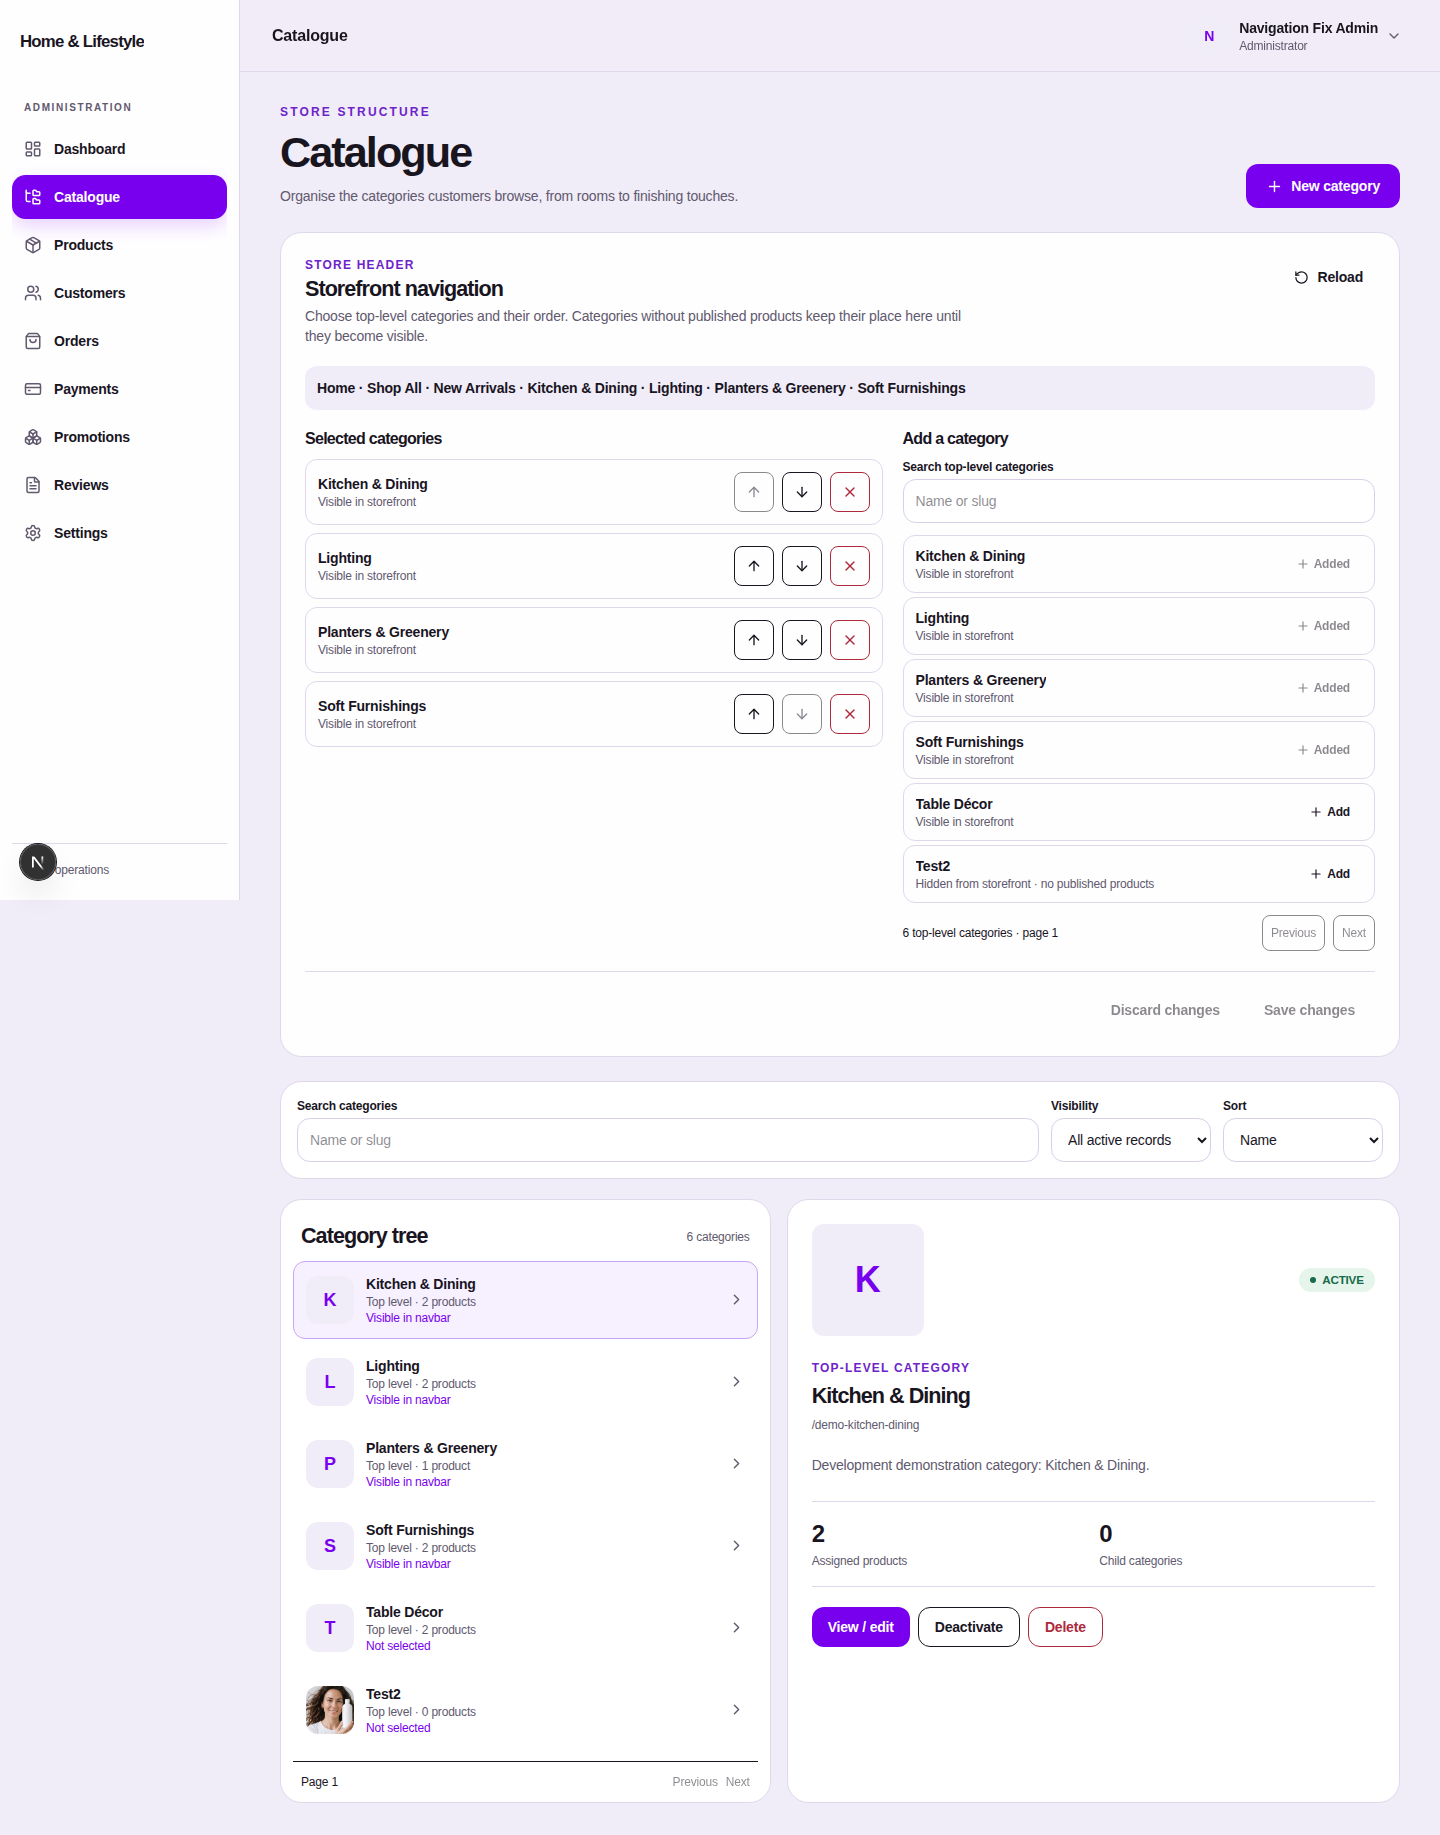 Home & Lifestyle
ADMINISTRATION
Dashboard
Catalogue
Products
Customers
Orders
Payments
Promotions
Reviews
Settings
N
operations
Catalogue
N
Navigation Fix Admin
Administrator
STORE STRUCTURE
Catalogue
Organise the categories customers browse, from rooms to finishing touches.
New category
STORE HEADER
Storefront navigation
Choose top-level categories and their order. Categories without published products keep their place here until
they become visible.
Reload
Home · Shop All · New Arrivals · Kitchen & Dining · Lighting · Planters & Greenery · Soft Furnishings
Selected categories
Kitchen & Dining
Visible in storefront
Lighting
Visible in storefront
Planters & Greenery
Visible in storefront
Soft Furnishings
Visible in storefront
Add a category
Search top-level categories
Name or slug
Kitchen & Dining
Visible in storefront
Added
Lighting
Visible in storefront
Added
Planters & Greenery
Visible in storefront
Added
Soft Furnishings
Visible in storefront
Added
Table Décor
Visible in storefront
Add
Test2
Hidden from storefront · no published products
Add
6 top-level categories · page 1
Previous
Next
Discard changes
Save changes
Search categories
Name or slug
Visibility
All active records
Sort
Name
Category tree
6 categories
K
Kitchen & Dining
Top level · 2 products
Visible in navbar
L
Lighting
Top level · 2 products
Visible in navbar
P
Planters & Greenery
Top level · 1 product
Visible in navbar
S
Soft Furnishings
Top level · 2 products
Visible in navbar
T
Table Décor
Top level · 2 products
Not selected
Test2
Top level · 0 products
Not selected
Page 1
Previous
Next
K
ACTIVE
TOP-LEVEL CATEGORY
Kitchen & Dining
/demo-kitchen-dining
Development demonstration category: Kitchen & Dining.
2
Assigned products
0
Child categories
View / edit
Deactivate
Delete